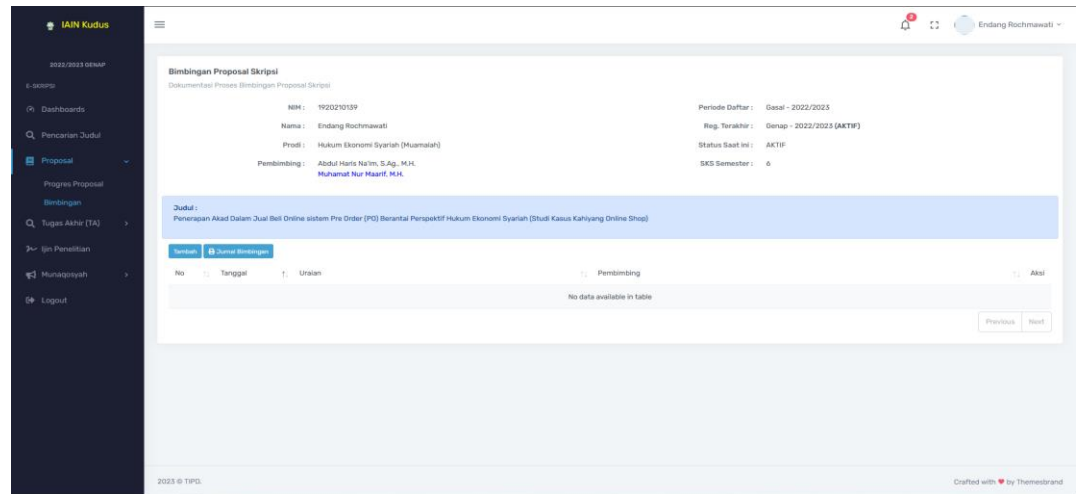 IAIN Kudus
2
Endang Rochmawati
2022/2023 GENAP
E-SKRIPSI
Dashboards
Pencarian Judul
Proposal
Progres Proposal
Bimbingan
Tugas Akhir (TA)
Ijin Penelitian
Munaqosyah
Logout
Bimbingan Proposal Skripsi
Dokumentasi Proses Bimbingan Proposal Skripsi
NIM : 1920210139
Periode Daftar : Gasal - 2022/2023
Nama : Endang Rochmawati
Reg. Terakhir : Genap - 2022/2023 (AKTIF)
Prodi : Hukum Ekonomi Syariah (Muamalah)
Status Saat Ini : AKTIF
Pembimbing : Abdul Haris Na'im, S.Ag., M.H.
SKS Semester : 6
Muhamat Nur Maarif, M.H.
Judul :
Penerapan Akad Dalam Jual Beli Online sistem Pre Order (PO) Berantai Perspektif Hukum Ekonomi Syariah (Studi Kasus Kahiyang Online Shop)
Tambah Jurnal Bimbingan
No Tanggal Uraian Pembimbing Aksi
No data available in table
Previous Next
2023 © TIPD.
Crafted with ❤ by Themesbrand